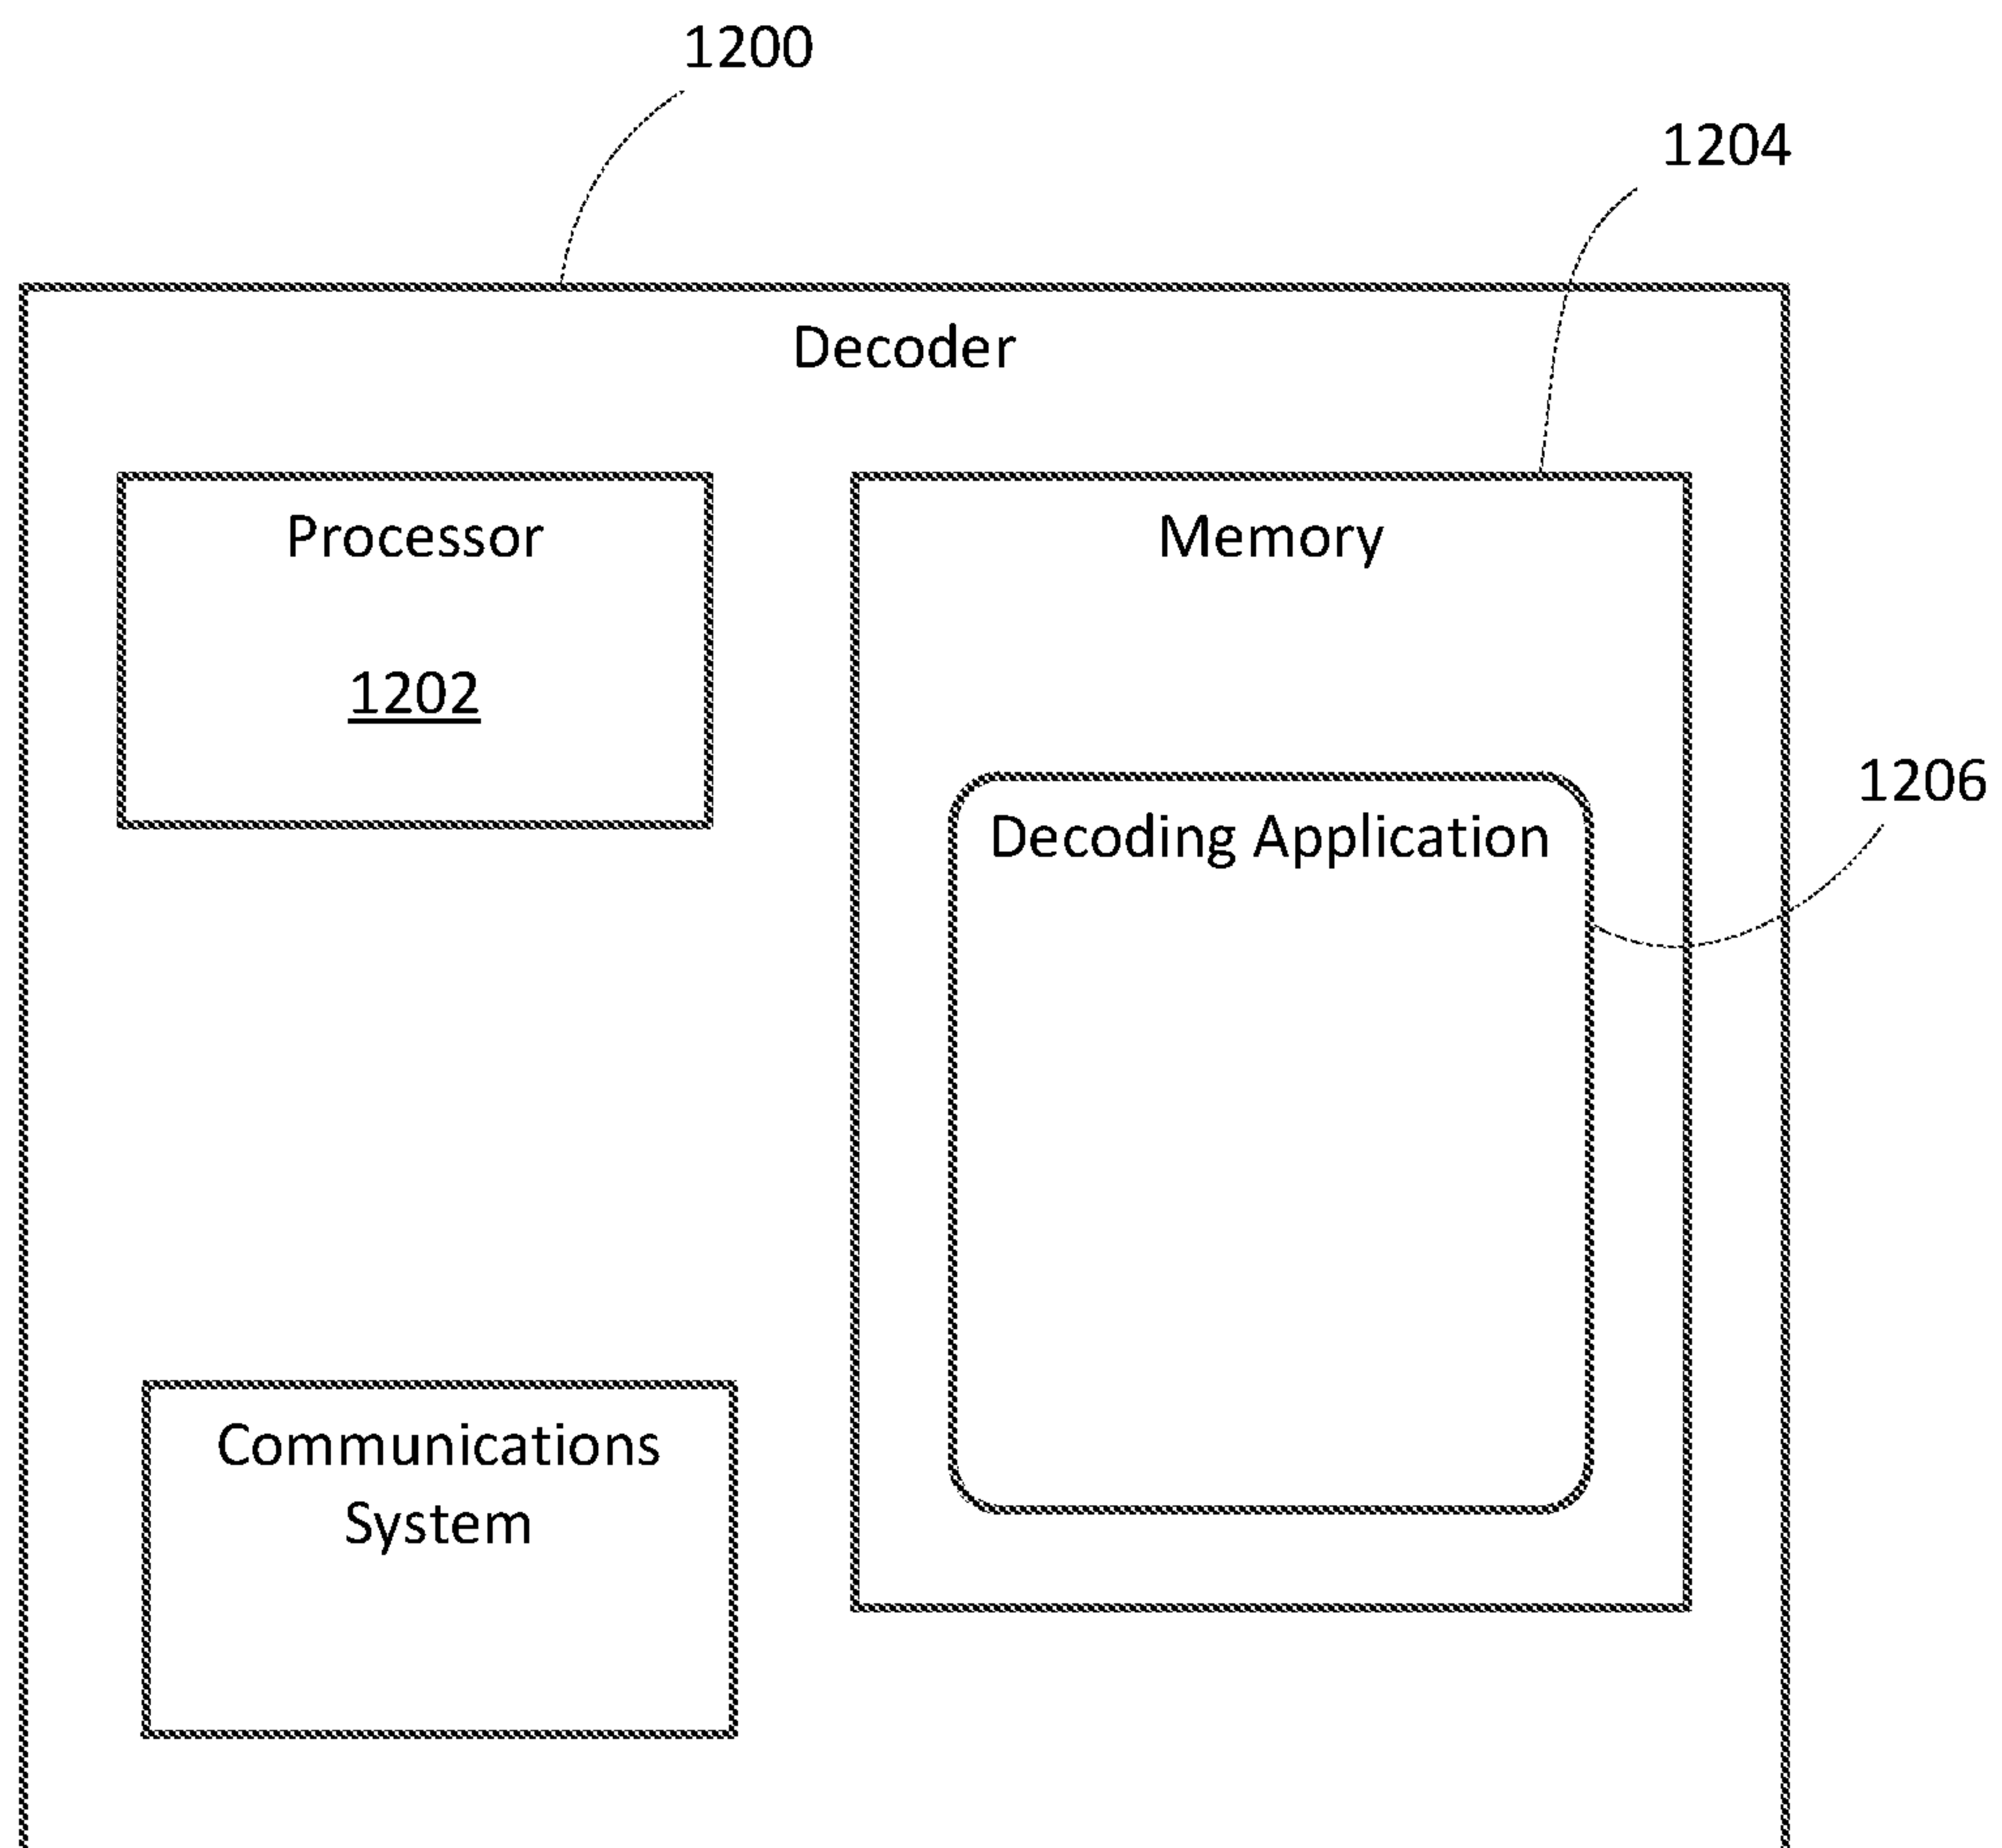 1200
1204
Decoder
Processor
1202
Memory
Decoding Application
1206
Communications
System